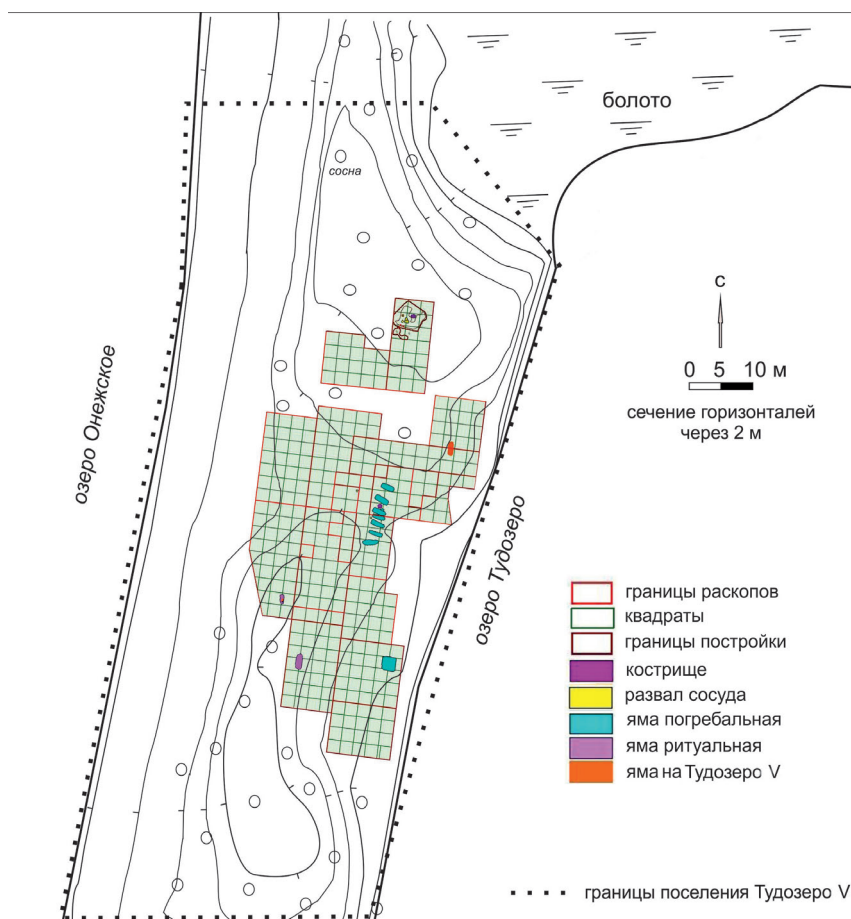 болото
сосна
с
0 5 10 м
сечение горизонталей
через 2 м
озеро Онежское
озеро Тудозеро
границы раскопов
квадраты
границы постройки
кострище
развал сосуда
яма погребальная
яма ритуальная
яма на Тудозеро V
границы поселения Тудозеро V